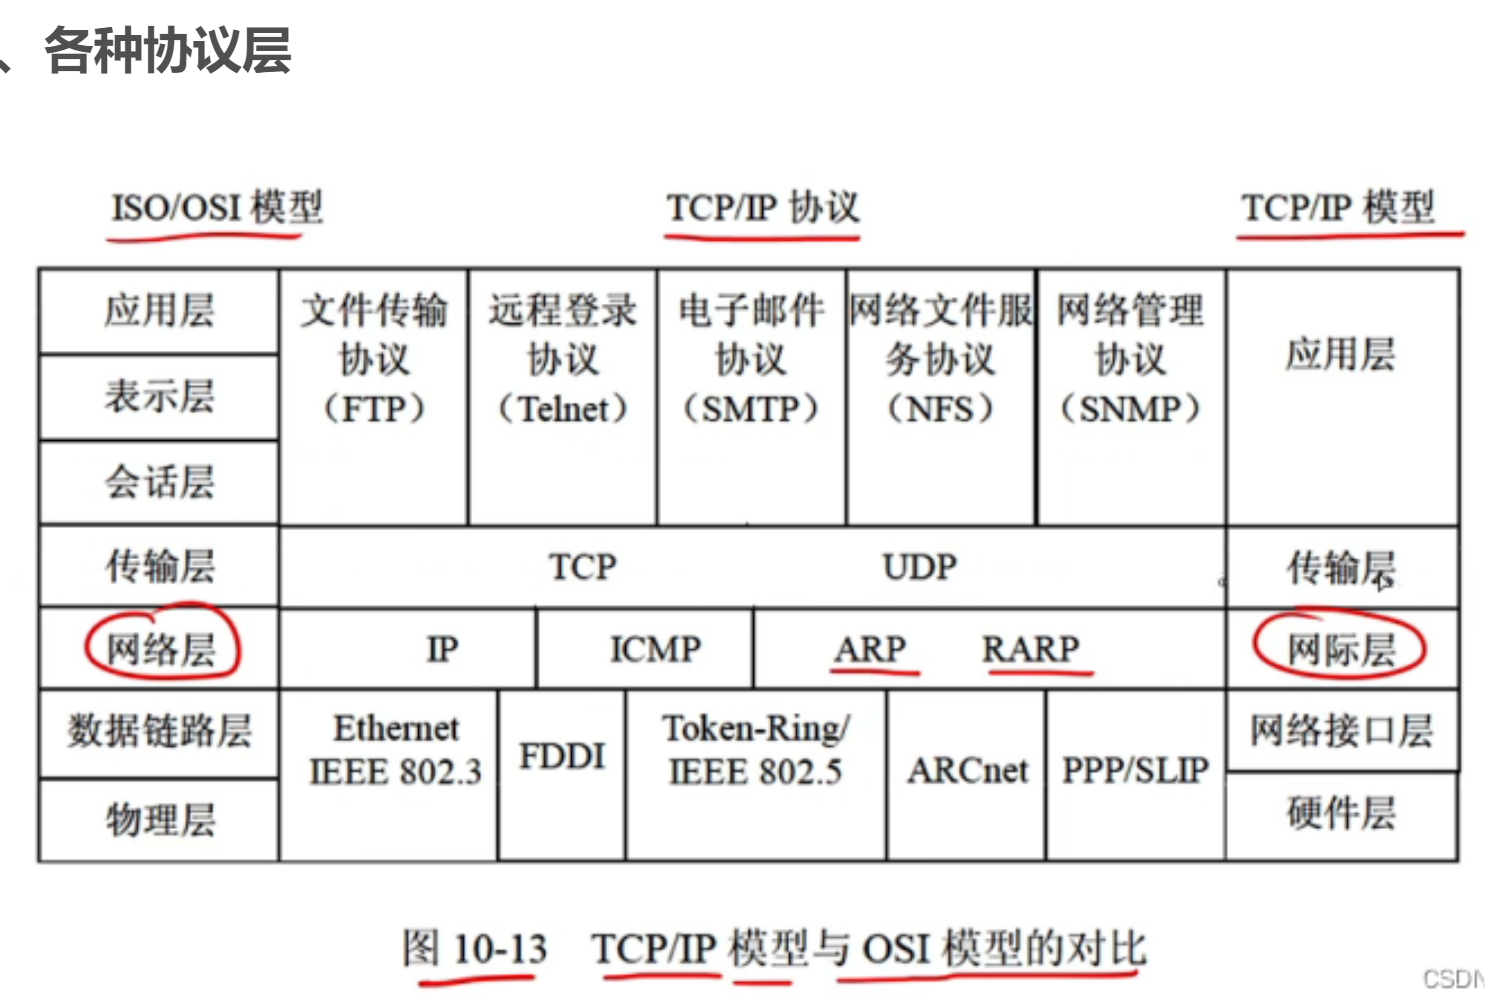 、各种协议层
ISO/OSI 模型 TCP/IP 协议 TCP/IP 模型
应用层
表示层
会话层
文件传输
协议
（FTP）
远程登录
协议
（Telnet）
电子邮件
协议
（SMTP）
网络文件服
务协议
（NFS）
网络管理
协议
（SNMP）
应用层
传输层 TCP UDP 传输层
网络层 IP ICMP ARP RARP 网际层
数据链路层
物理层
Ethernet
IEEE 802.3
FDDI
Token-Ring/
IEEE 802.5
ARCnet
PPP/SLIP
网络接口层
硬件层
图 10-13 TCP/IP 模型与 OSI 模型的对比
CSDN